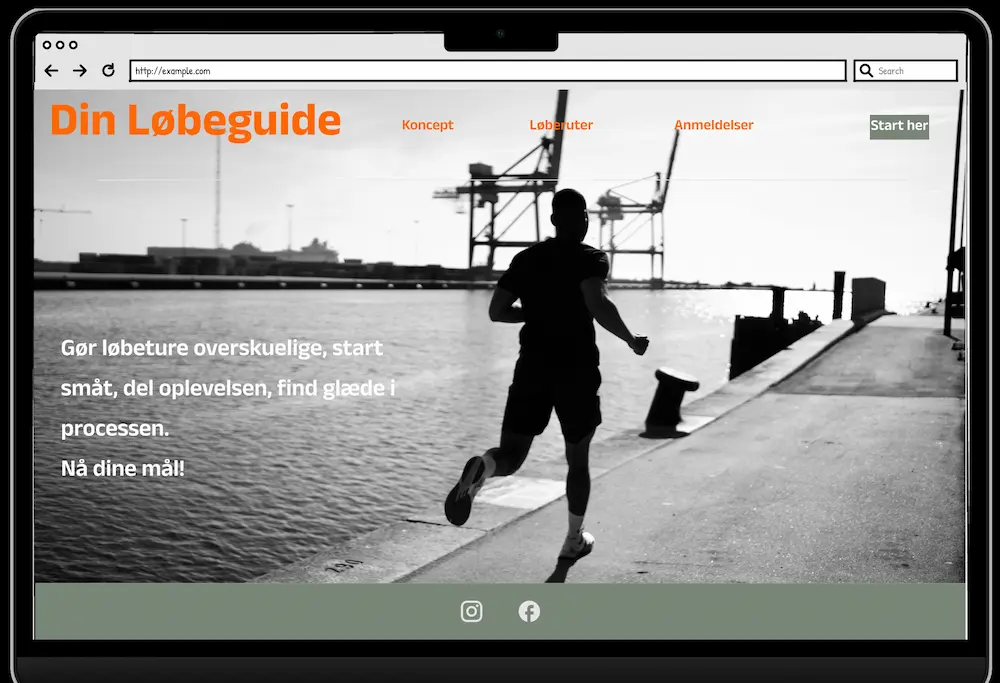 http://example.com
Search
Din Løbeguide
Koncept
Løberuter
Anmeldelser
Start her
Gør løbeture overskuelige, start
småt, del oplevelsen, find glæde i
processen.
Nå dine mål!